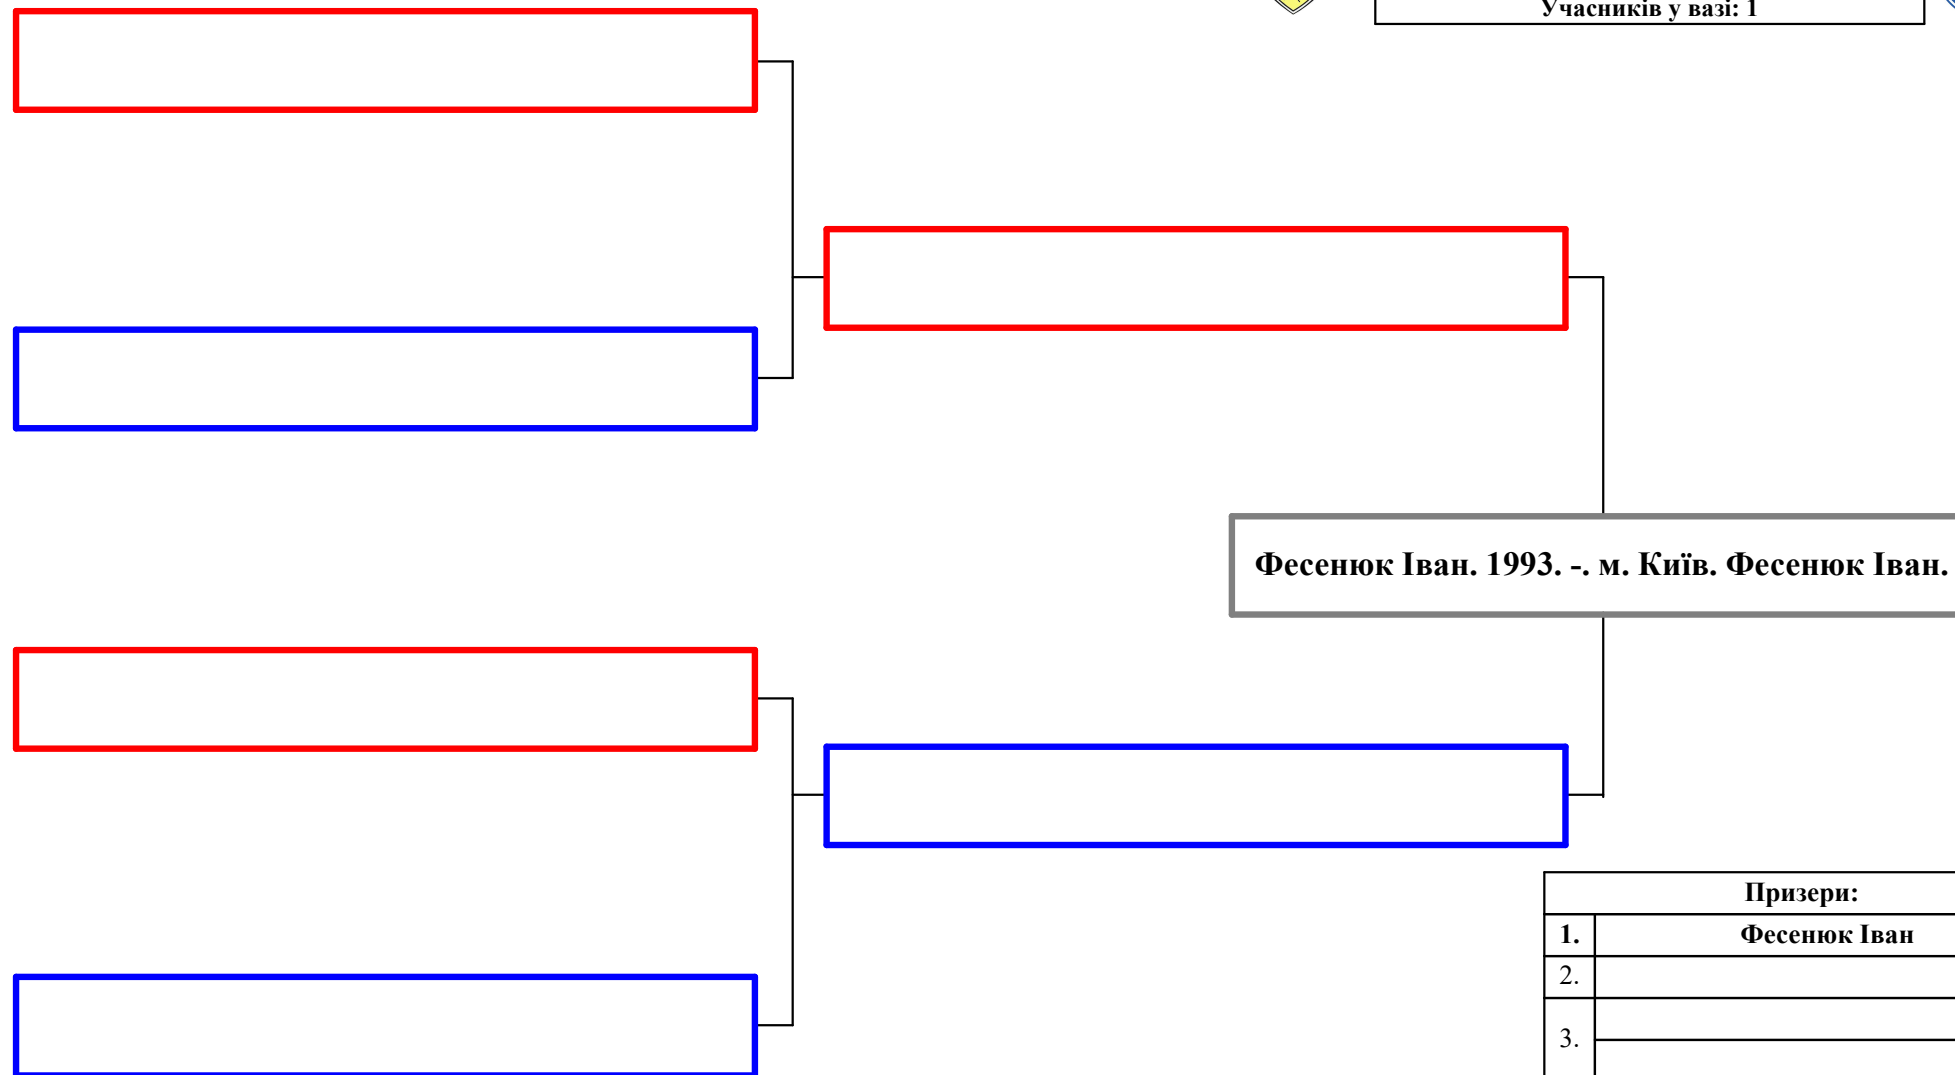 Учасників у вазі: 1
Фесенюк Іван. 1993. -. м. Київ. Фесенюк Іван.
Призери:
1. Фесенюк Іван
2.
3.